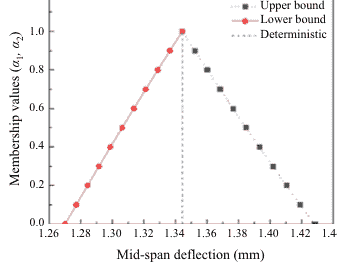 Upper bound
Lower bound
Deterministic
Membership values (α1, α2)
1.0
0.8
0.6
0.4
0.2
0.0
1.26 1.28 1.30 1.32 1.34 1.36 1.38 1.40 1.42 1.4
Mid-span deflection (mm)